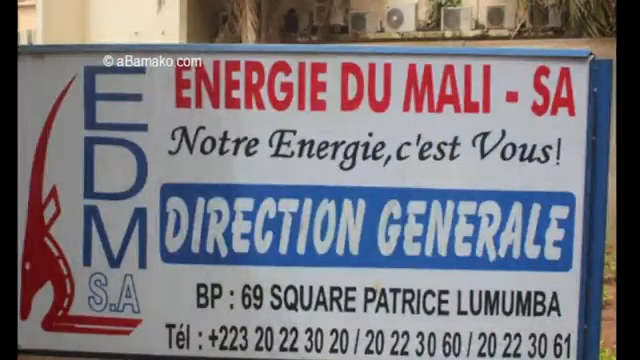 © aBamako.com
ENERGIE DU MALI - SA
Notre Energie, c'est Vous!
EDM
S.A
DIRECTION GENERALE
BP : 69 SQUARE PATRICE LUMUMBA
Tél : +223 20 22 30 20 / 20 22 30 60 / 20 22 30 61